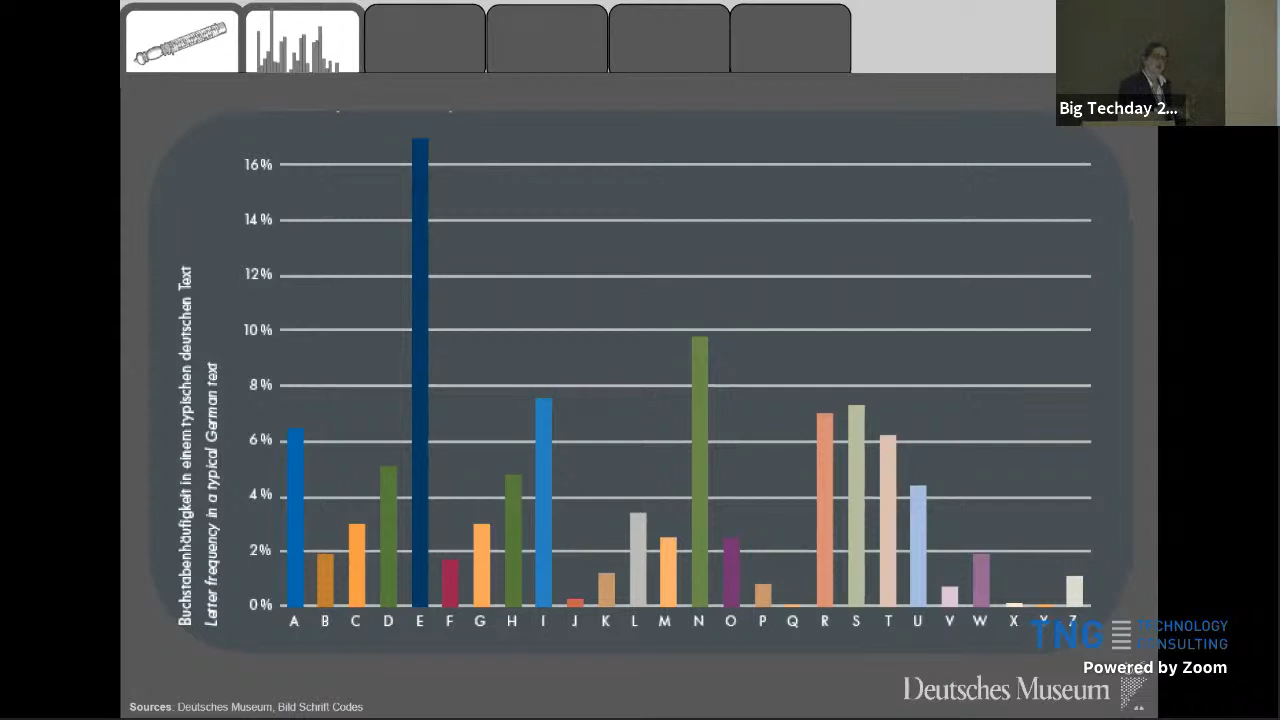 Big Techday 2...
16%
14%
12%
10%
8%
6%
4%
2%
0%
Buchstabenhäufigkeit in einem typischen deutschen Text
Letter frequency in a typical German text
A B C D E F G H I J K L M N O P Q R S T U V W X Y Z
TNG TECHNOLOGY
CONSULTING
Powered by Zoom
Deutsches Museum
Sources: Deutsches Museum, Bild Schrift Codes